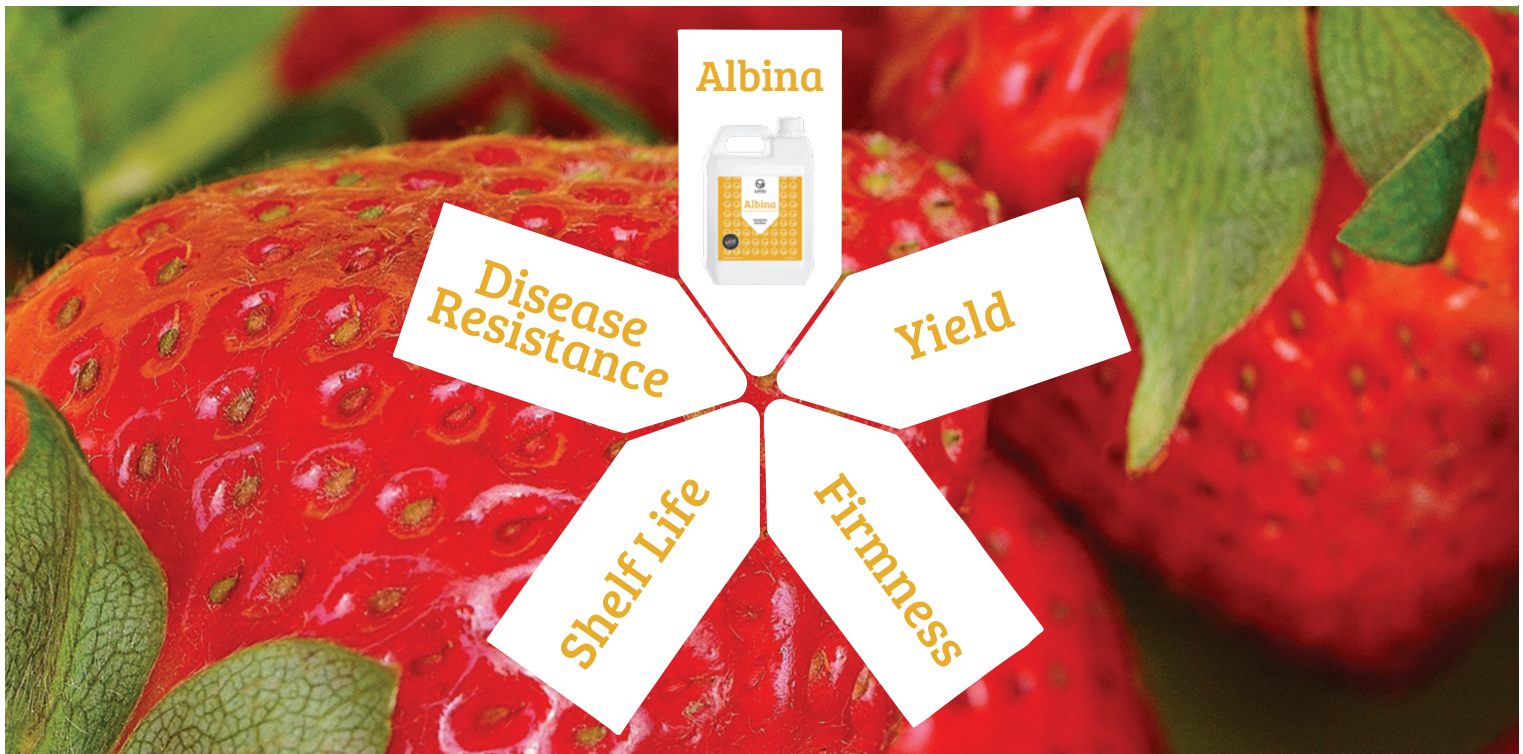 Albina
Albina
Yield
Firmness
Shelf Life
Disease
Resistance